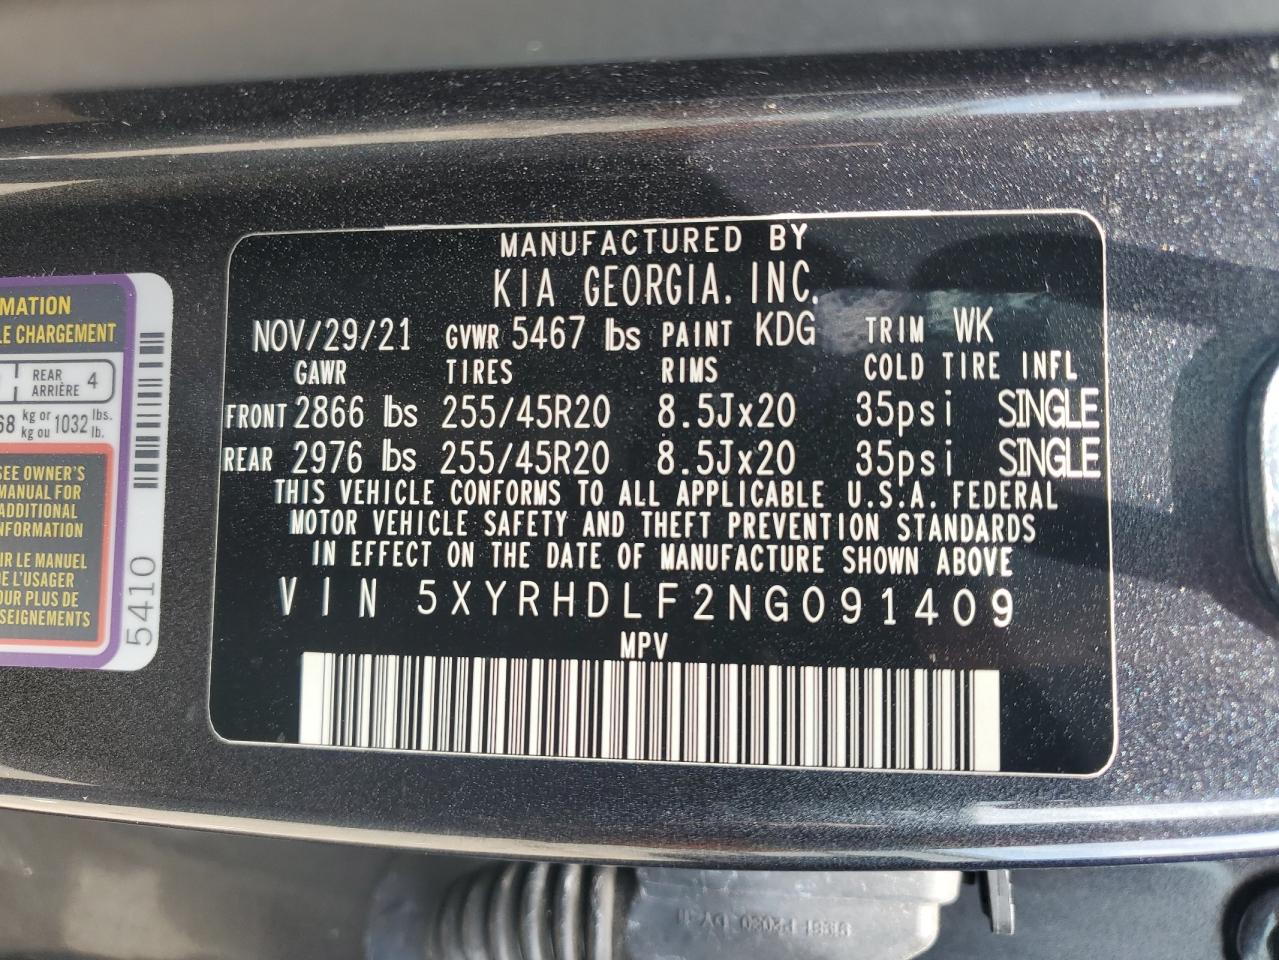 MANUFACTURED BY
KIA GEORGIA, INC.
NOV/29/21 GVWR 5467 lbs PAINT KDG TRIM WK
GAWR TIRES RIMS COLD TIRE INFL
FRONT 2866 lbs 255/45R20 8.5Jx20 35psi SINGLE
REAR 2976 lbs 255/45R20 8.5Jx20 35psi SINGLE
THIS VEHICLE CONFORMS TO ALL APPLICABLE U.S.A. FEDERAL
MOTOR VEHICLE SAFETY AND THEFT PREVENTION STANDARDS
IN EFFECT ON THE DATE OF MANUFACTURE SHOWN ABOVE
VIN 5XYRHDLF2NG091409
MPV
MATION
LE CHARGEMENT
REAR
ARRIÈRE 4
68 kg or 1032 lbs.
kg ou lb.
SEE OWNER'S
MANUAL FOR
ADDITIONAL
NFORMATION
IR LE MANUEL
DE L'USAGER
OUR PLUS DE
SEIGNEMENTS
5410